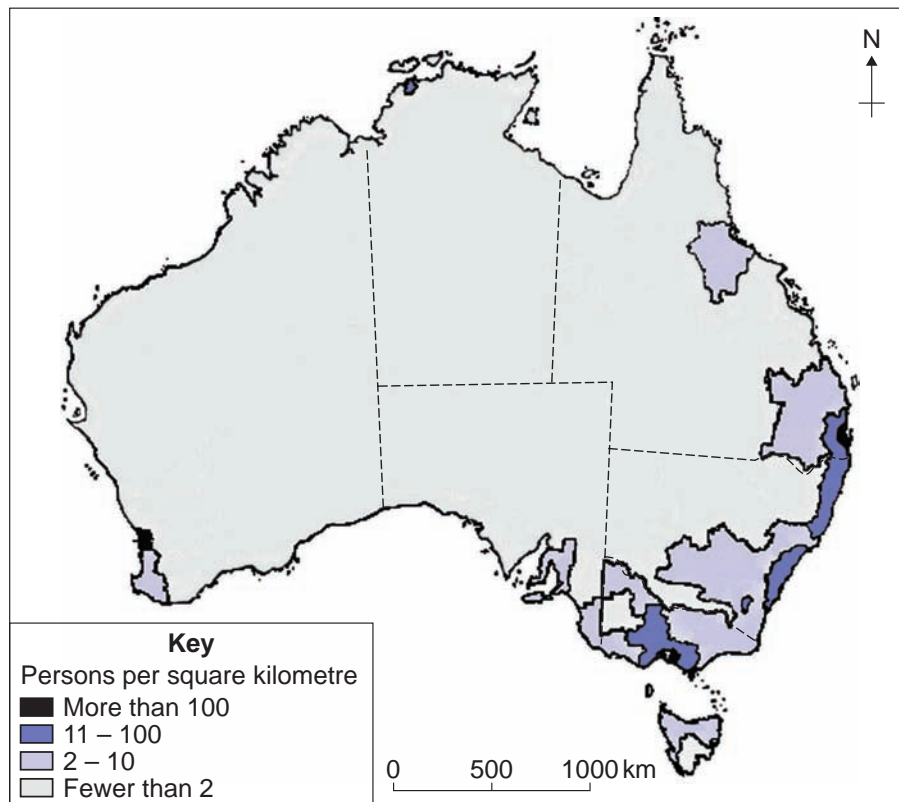 N
Key
Persons per square kilometre
More than 100
11 – 100
2 – 10
Fewer than 2
0 500 1000 km